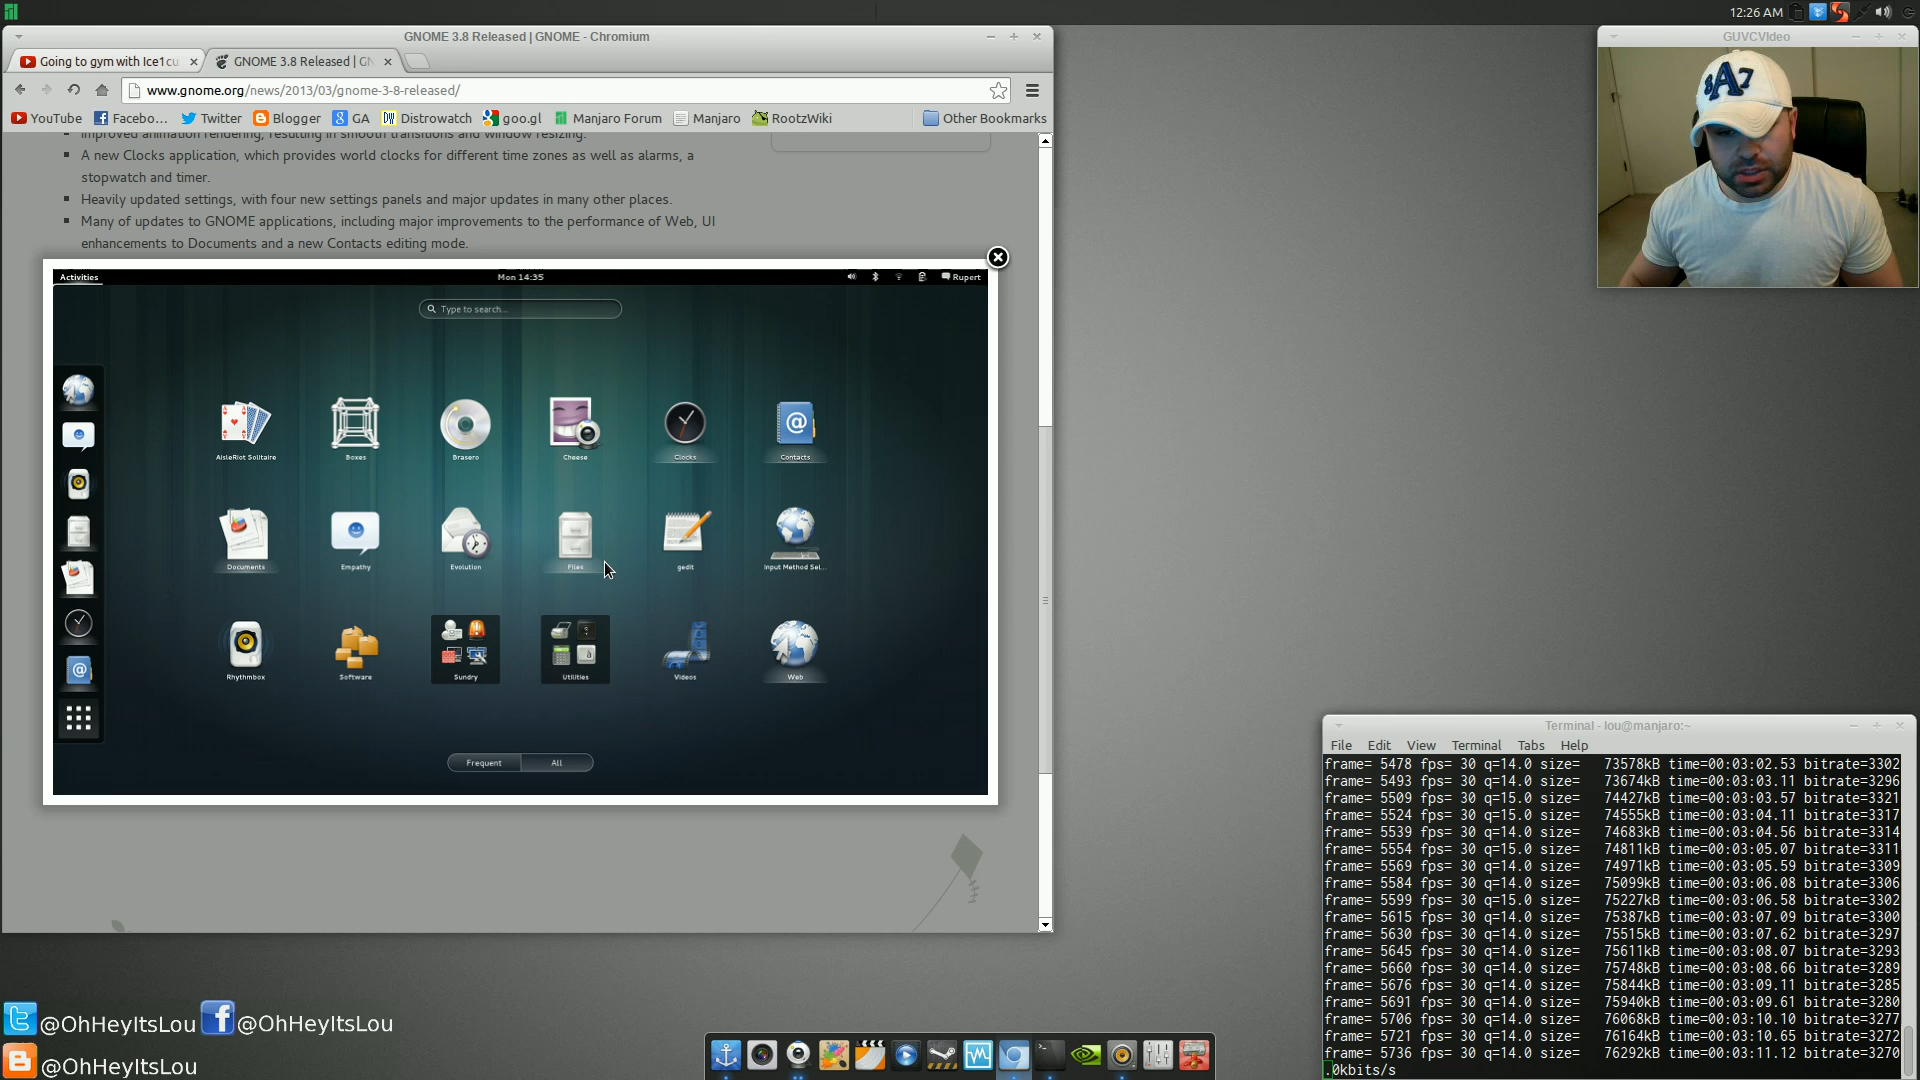 12:26 AM
GNOME 3.8 Released | GNOME - Chromium
Going to gym with Ice1cu
GNOME 3.8 Released | GN
www.gnome.org/news/2013/03/gnome-3-8-released/
YouTube Facebo... Twitter Blogger GA Distrowatch goo.gl Manjaro Forum Manjaro RootzWiki Other Bookmarks
improved animation rendering, resulting in smooth transitions and window resizing.
A new Clocks application, which provides world clocks for different time zones as well as alarms, a
stopwatch and timer.
Heavily updated settings, with four new settings panels and major updates in many other places.
Many of updates to GNOME applications, including major improvements to the performance of Web, UI
enhancements to Documents and a new Contacts editing mode.
Activities Mon 14:35 Rupert
Type to search...
AisleRiot Solitaire Boxes Brasero Cheese Clocks Contacts
Documents Empathy Evolution Files gedit Input Method Sel...
Rhythmbox Software Sundry Utilities Videos Web
Frequent All
GUVCVideo
A7
Terminal - lou@manjaro:~
File Edit View Terminal Tabs Help
frame= 5478 fps= 30 q=14.0 size= 73578kB time=00:03:02.53 bitrate=3302
frame= 5493 fps= 30 q=14.0 size= 73674kB time=00:03:03.11 bitrate=3296
frame= 5509 fps= 30 q=15.0 size= 74427kB time=00:03:03.57 bitrate=3321
frame= 5524 fps= 30 q=15.0 size= 74555kB time=00:03:04.11 bitrate=3317
frame= 5539 fps= 30 q=14.0 size= 74683kB time=00:03:04.56 bitrate=3314
frame= 5554 fps= 30 q=15.0 size= 74811kB time=00:03:05.07 bitrate=3311
frame= 5569 fps= 30 q=14.0 size= 74971kB time=00:03:05.59 bitrate=3309
frame= 5584 fps= 30 q=14.0 size= 75099kB time=00:03:06.08 bitrate=3306
frame= 5599 fps= 30 q=15.0 size= 75227kB time=00:03:06.58 bitrate=3302
frame= 5615 fps= 30 q=14.0 size= 75387kB time=00:03:07.09 bitrate=3300
frame= 5630 fps= 30 q=14.0 size= 75515kB time=00:03:07.62 bitrate=3297
frame= 5645 fps= 30 q=14.0 size= 75611kB time=00:03:08.07 bitrate=3293
frame= 5660 fps= 30 q=14.0 size= 75748kB time=00:03:08.66 bitrate=3289
frame= 5676 fps= 30 q=14.0 size= 75844kB time=00:03:09.11 bitrate=3285
frame= 5691 fps= 30 q=14.0 size= 75940kB time=00:03:09.61 bitrate=3280
frame= 5706 fps= 30 q=14.0 size= 76068kB time=00:03:10.10 bitrate=3277
frame= 5721 fps= 30 q=14.0 size= 76164kB time=00:03:10.65 bitrate=3272
frame= 5736 fps= 30 q=14.0 size= 76292kB time=00:03:11.12 bitrate=3270
.0kbits/s
@OhHeyItsLou @OhHeyItsLou
@OhHeyItsLou